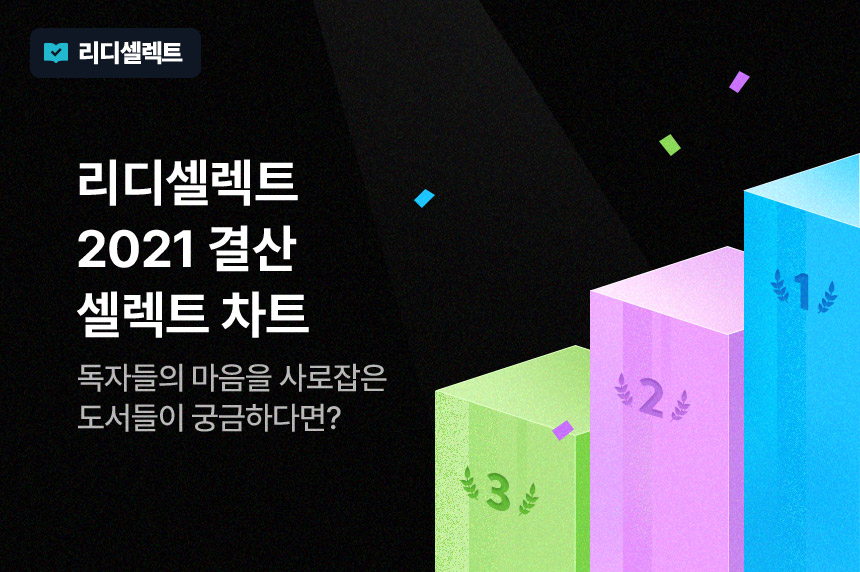 리디셀렉트
리디셀렉트
2021 결산
셀렉트 차트
독자들의 마음을 사로잡은
도서들이 궁금하다면?
1
2
3